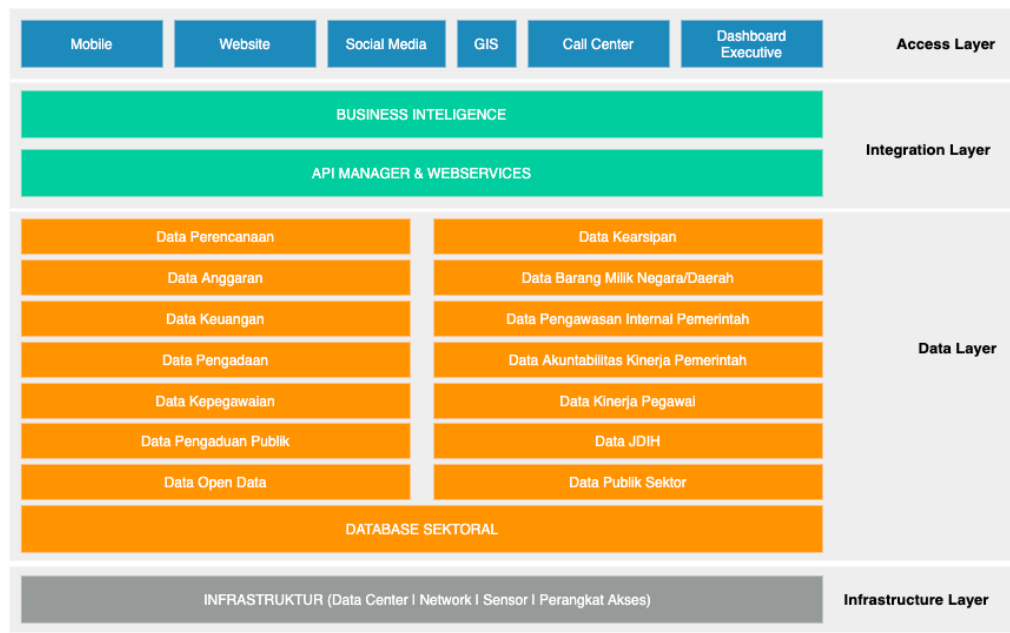 Mobile
Website
Social Media
GIS
Call Center
Dashboard
Executive
Access Layer
BUSINESS INTELIGENCE
API MANAGER & WEBSERVICES
Integration Layer
Data Perencanaan
Data Kearsipan
Data Anggaran
Data Barang Milik Negara/Daerah
Data Keuangan
Data Pengawasan Internal Pemerintah
Data Pengadaan
Data Akuntabilitas Kinerja Pemerintah
Data Kepegawaian
Data Kinerja Pegawai
Data Pengaduan Publik
Data JDIH
Data Open Data
Data Publik Sektor
DATABASE SEKTORAL
Data Layer
INFRASTRUKTUR (Data Center | Network | Sensor | Perangkat Akses)
Infrastructure Layer